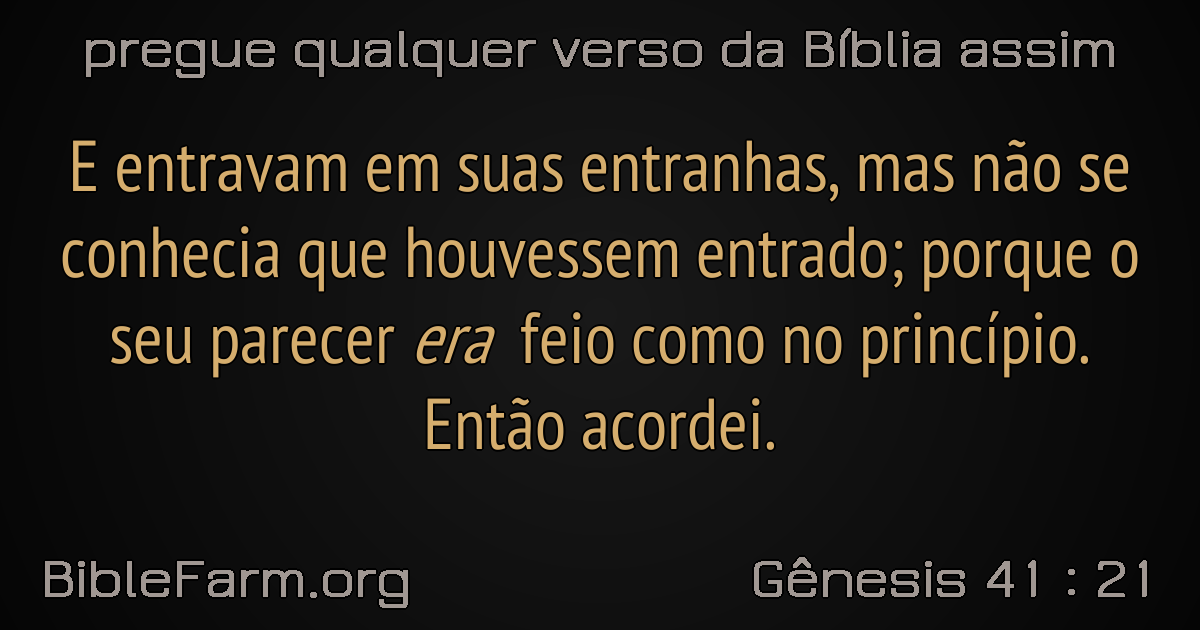 pregue qualquer verso da Bíblia assim
E entravam em suas entranhas, mas não se
conhecia que houvessem entrado; porque o
seu parecer era feio como no princípio.
Então acordei.
BibleFarm.org
Gênesis 41 : 21